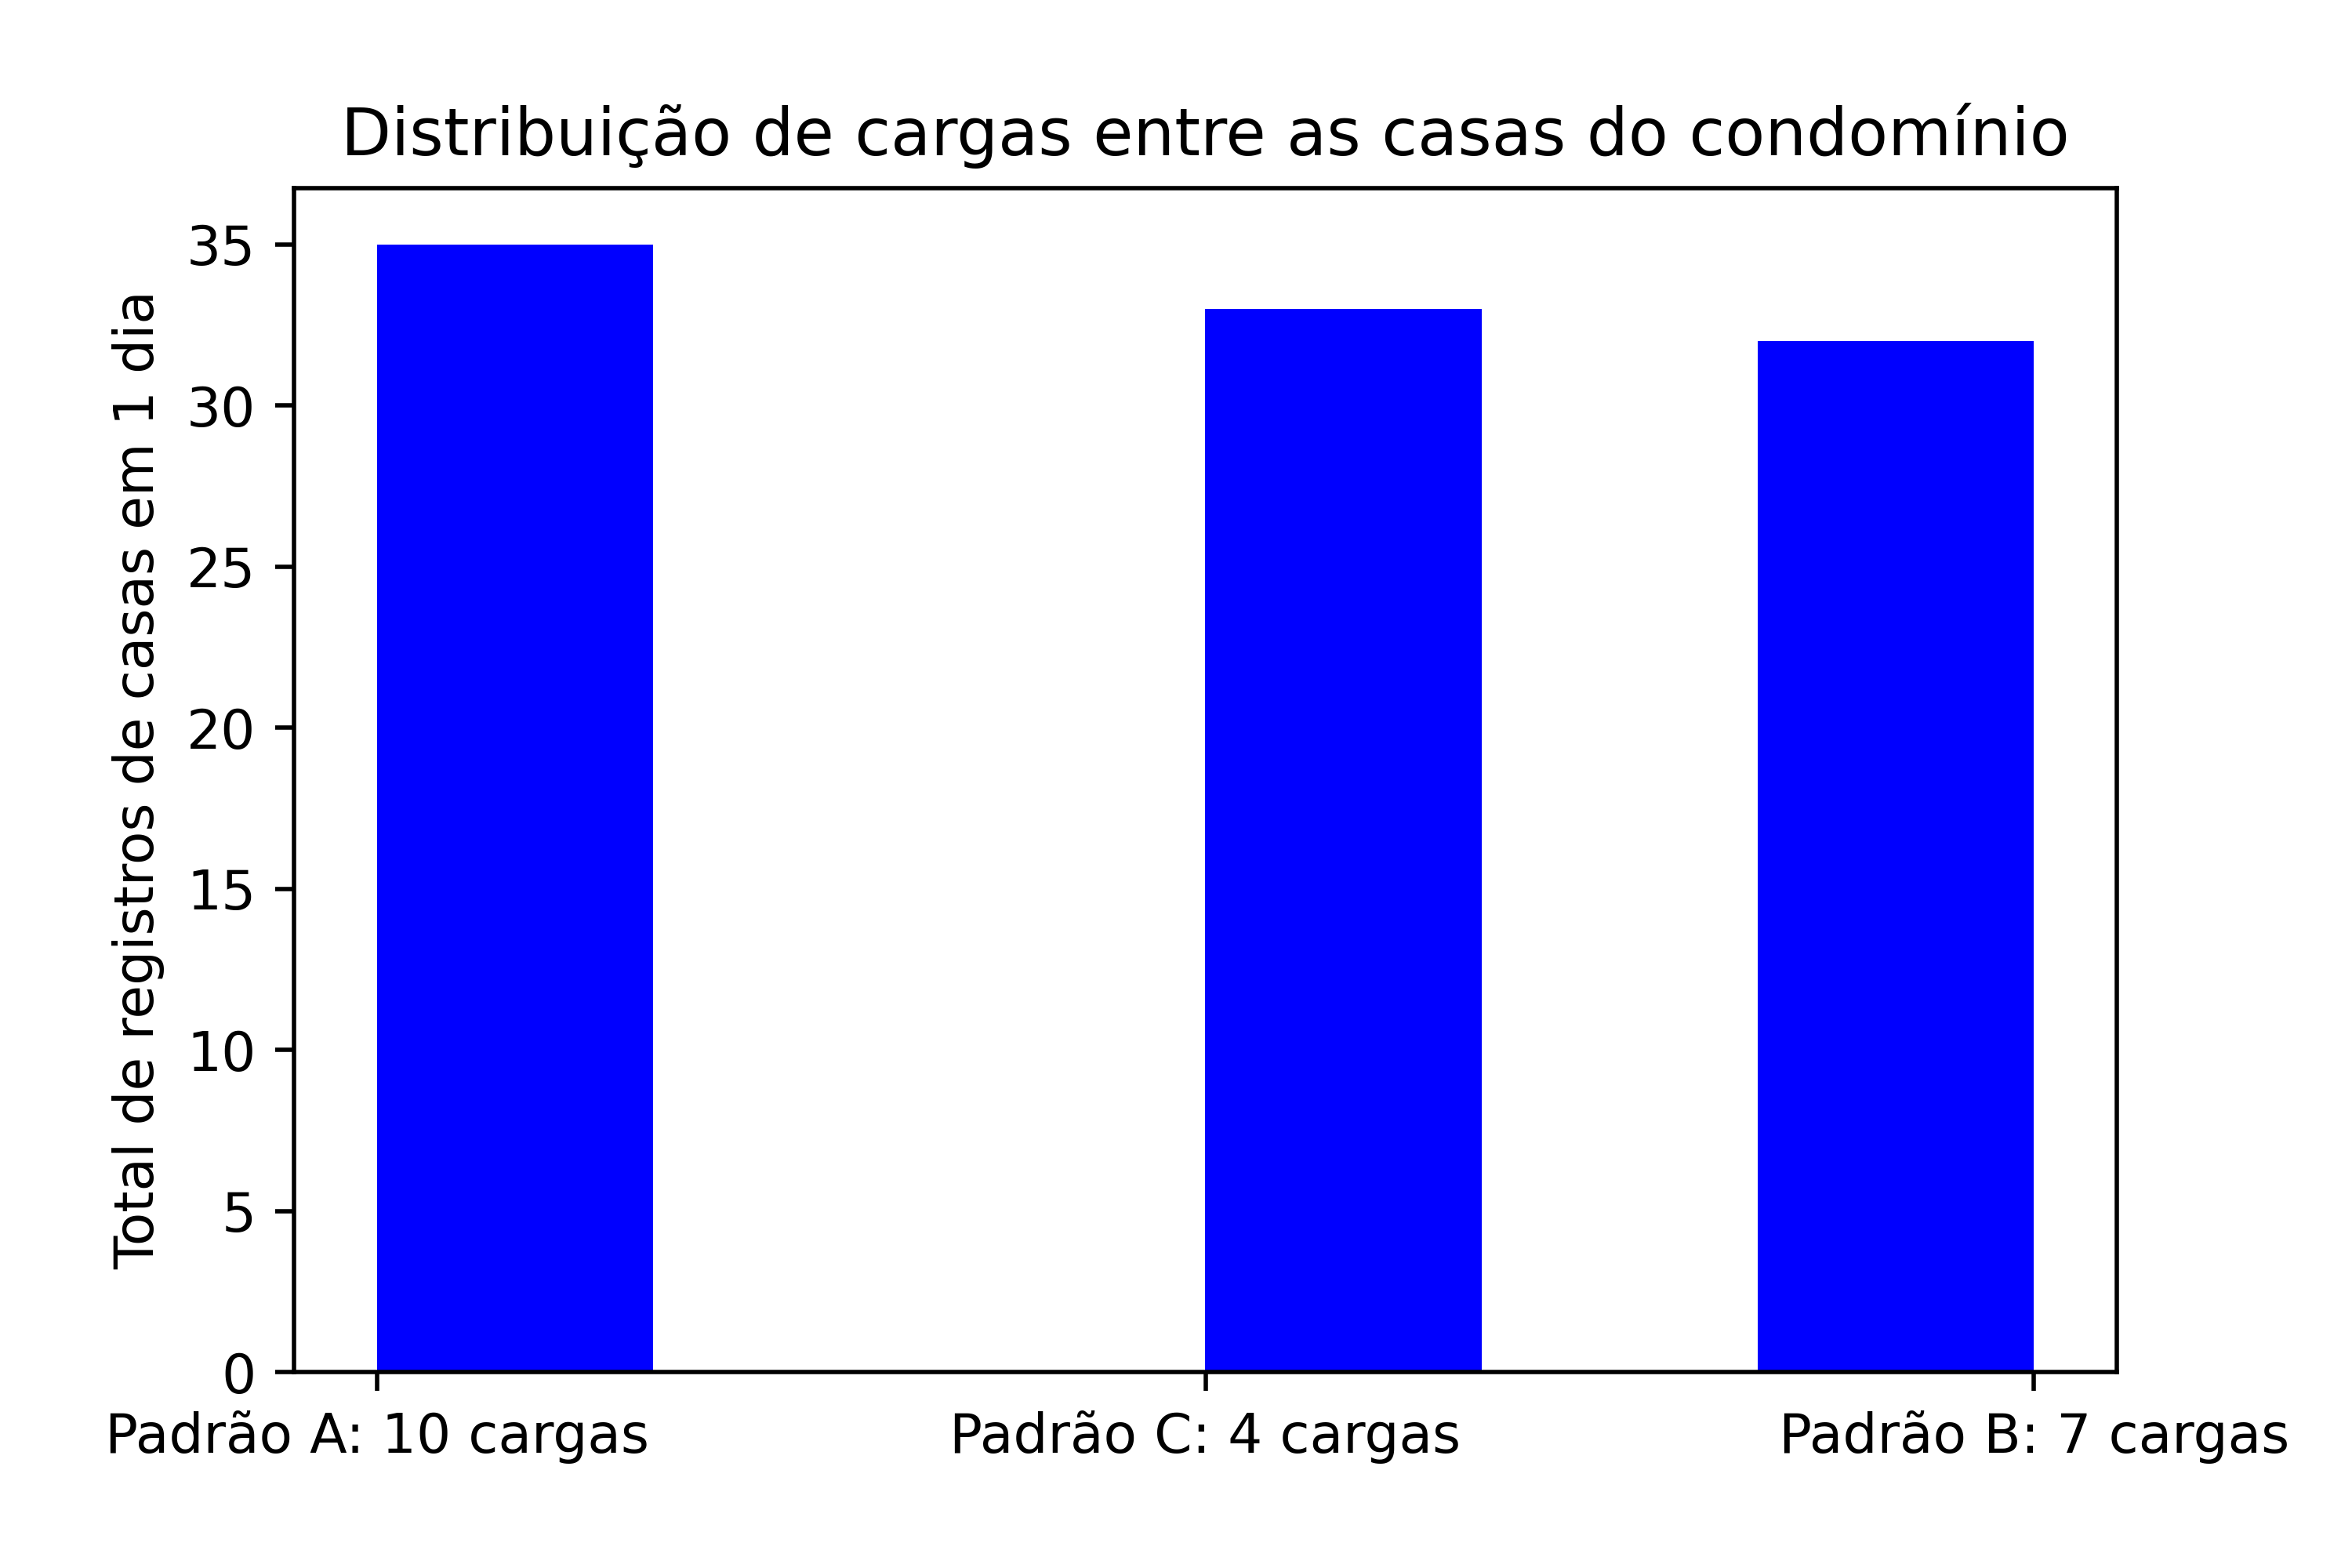 Distribuição de cargas entre as casas do condomínio
Total de registros de casas em 1 dia
35
30
25
20
15
10
5
0
Padrão A: 10 cargas
Padrão C: 4 cargas
Padrão B: 7 cargas